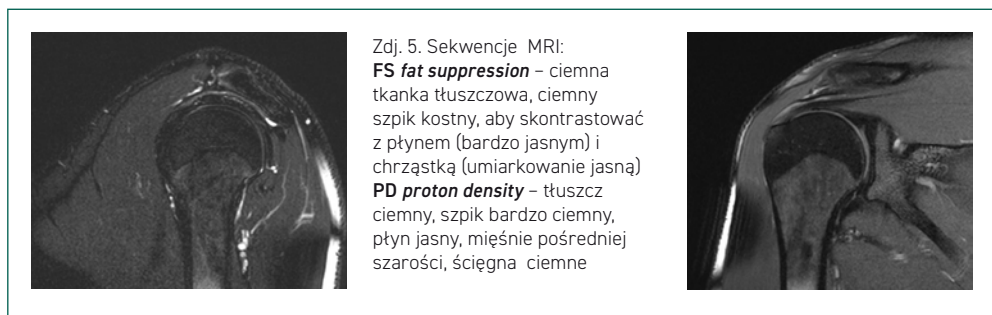 Zdj. 5. Sekwencje MRI:
FS fat suppression – ciemna
tkanka tłuszczowa, ciemny
szpik kostny, aby skontrastować
z płynem (bardzo jasnym) i
chrząstką (umiarkowanie jasną)
PD proton density – tłuszcz
ciemny, szpik bardzo ciemny,
płyn jasny, mięśnie pośredniej
szarości, ścięgna ciemne